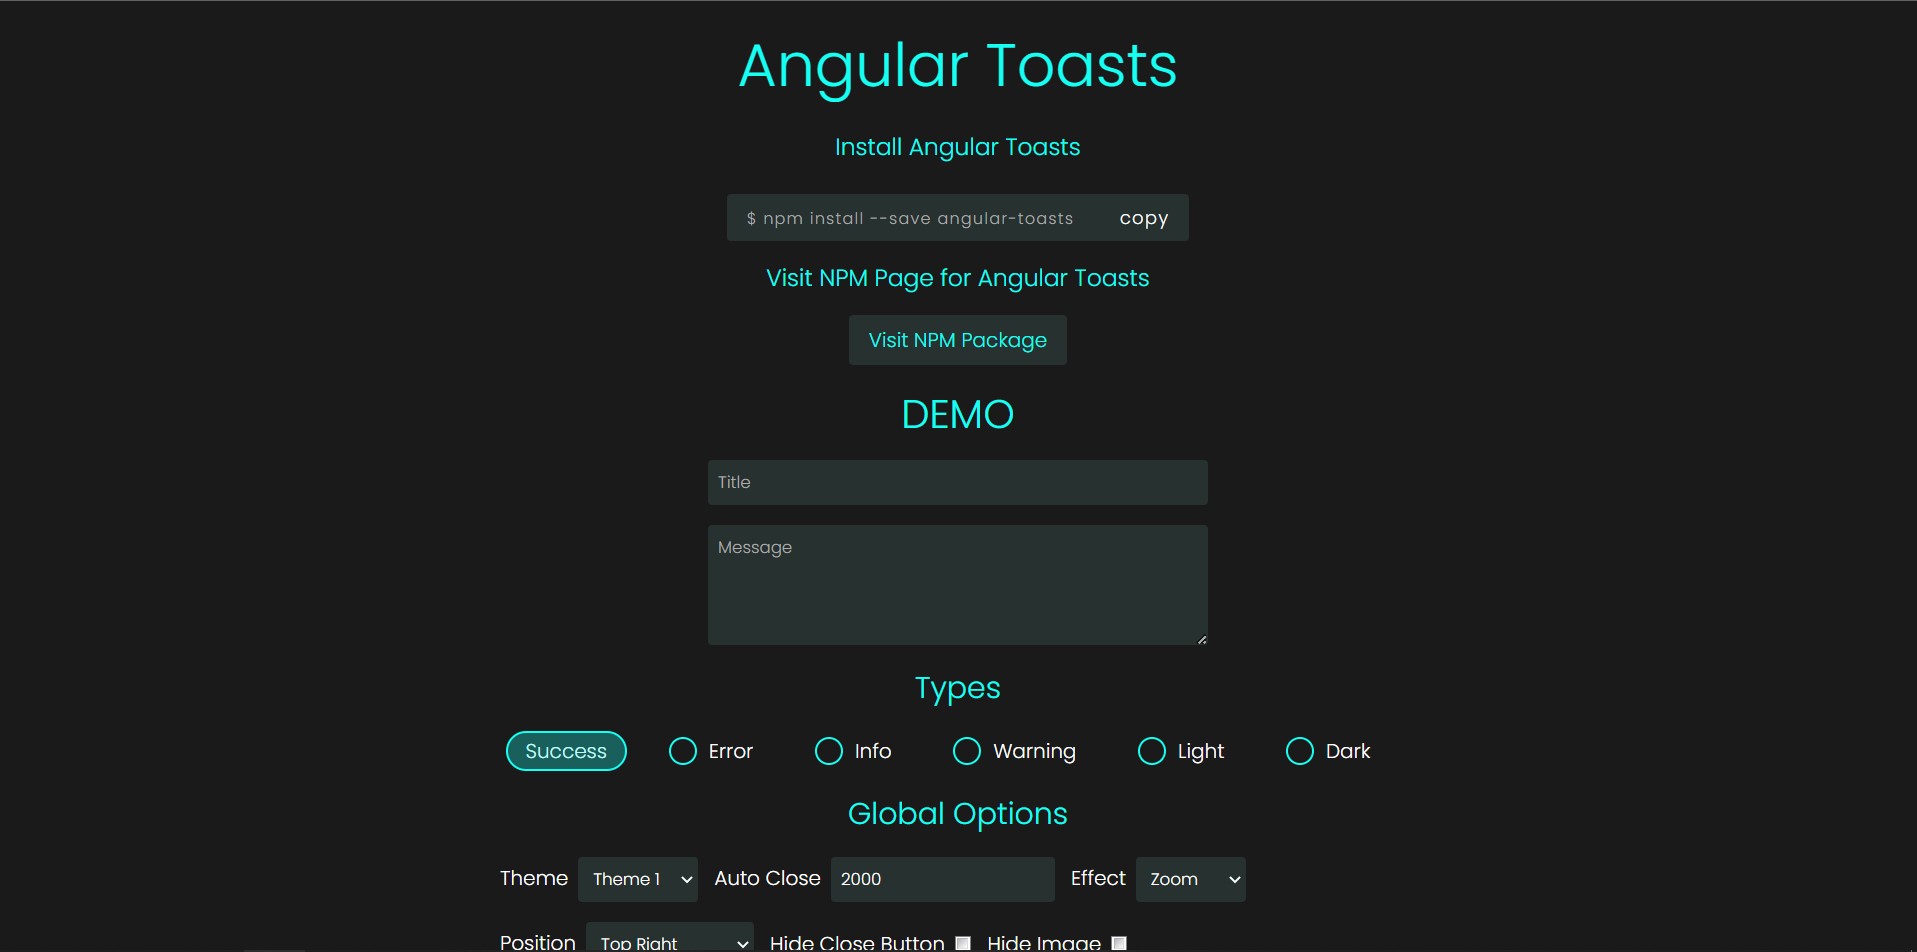 Angular Toasts
Install Angular Toasts
$ npm install --save angular-toasts copy
Visit NPM Page for Angular Toasts
Visit NPM Package
DEMO
Title
Message
Types
Success Error Info Warning Light Dark
Global Options
Theme Theme 1 Auto Close 2000 Effect Zoom
Position Top Right Hide Close Button Hide Image